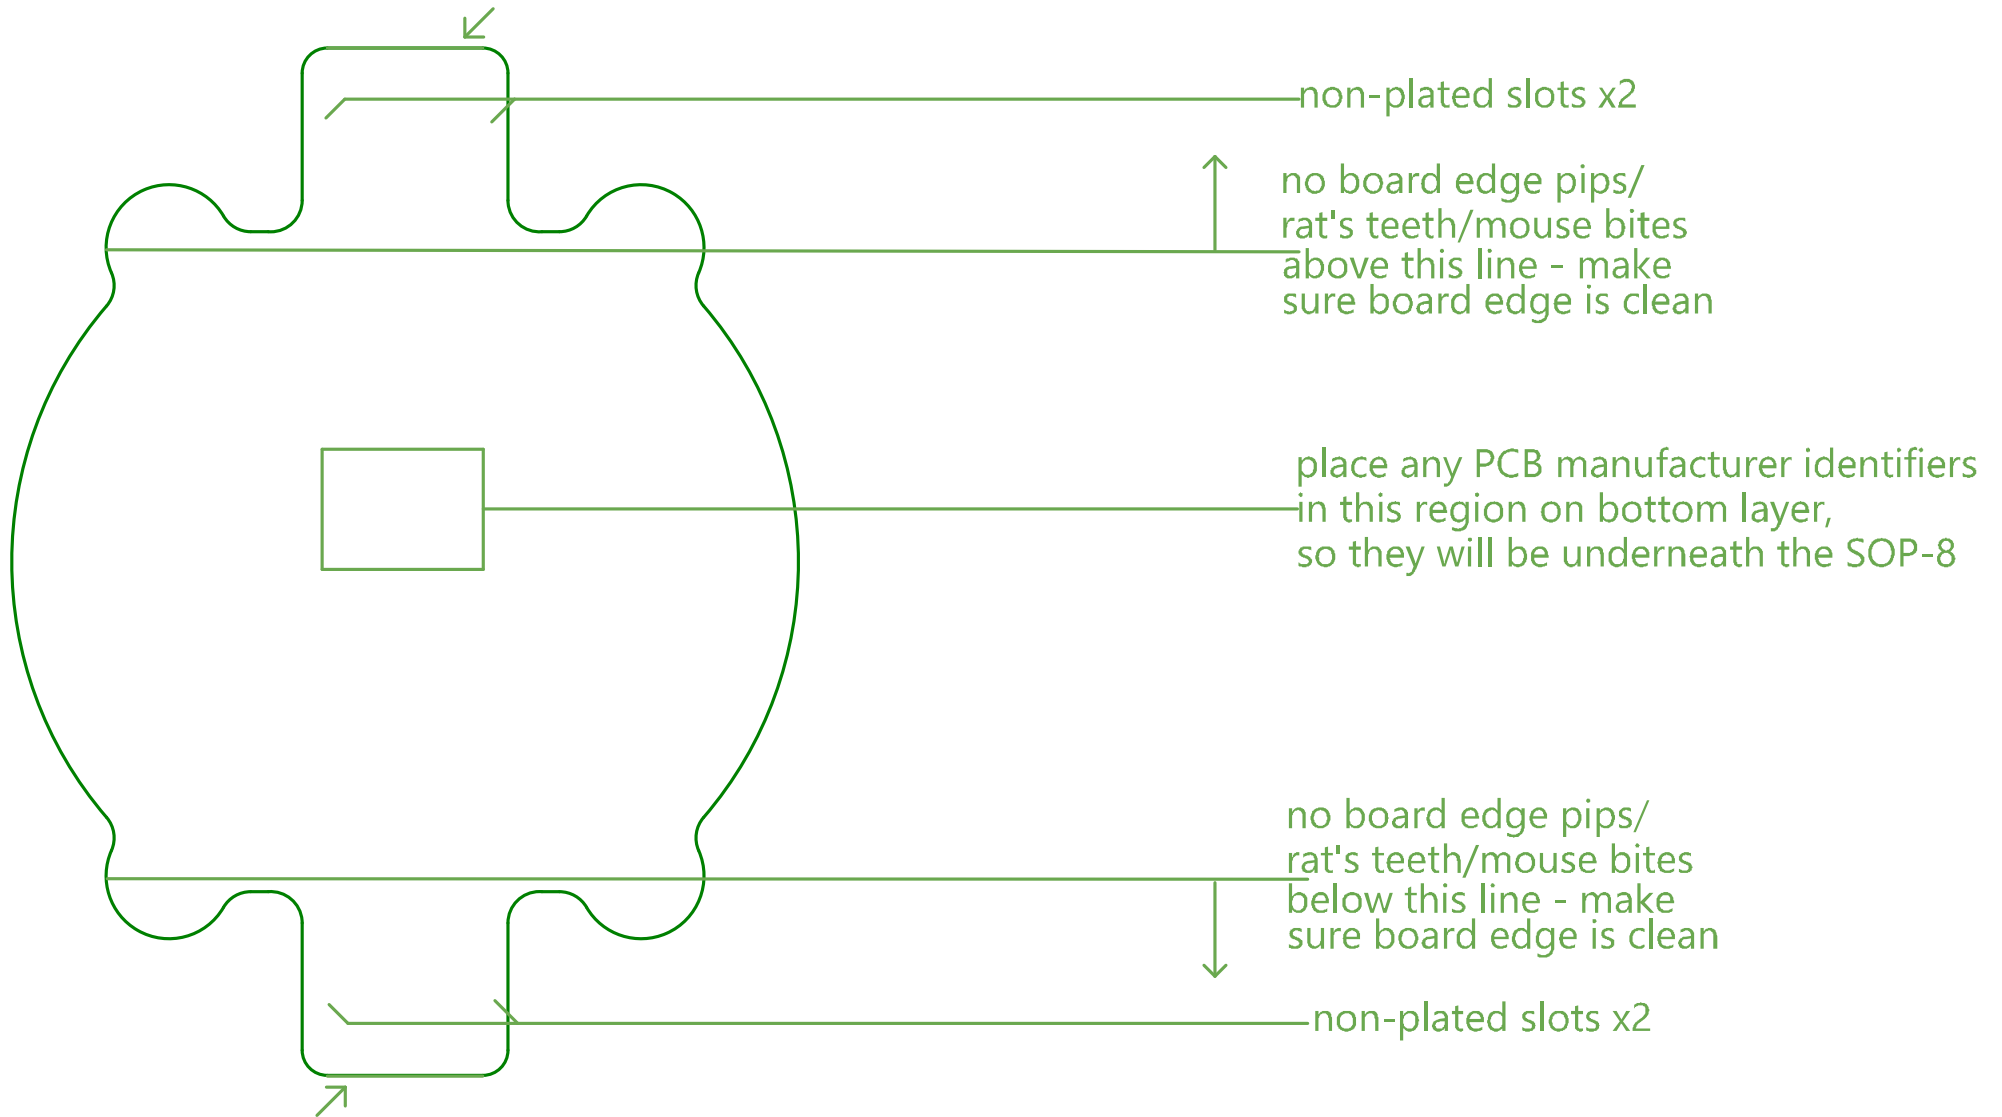 non-plated slots x2
no board edge pips/
rat's teeth/mouse bites
above this line - make
sure board edge is clean
place any PCB manufacturer identifiers
in this region on bottom layer,
so they will be underneath the SOP-8
no board edge pips/
rat's teeth/mouse bites
below this line - make
sure board edge is clean
non-plated slots x2